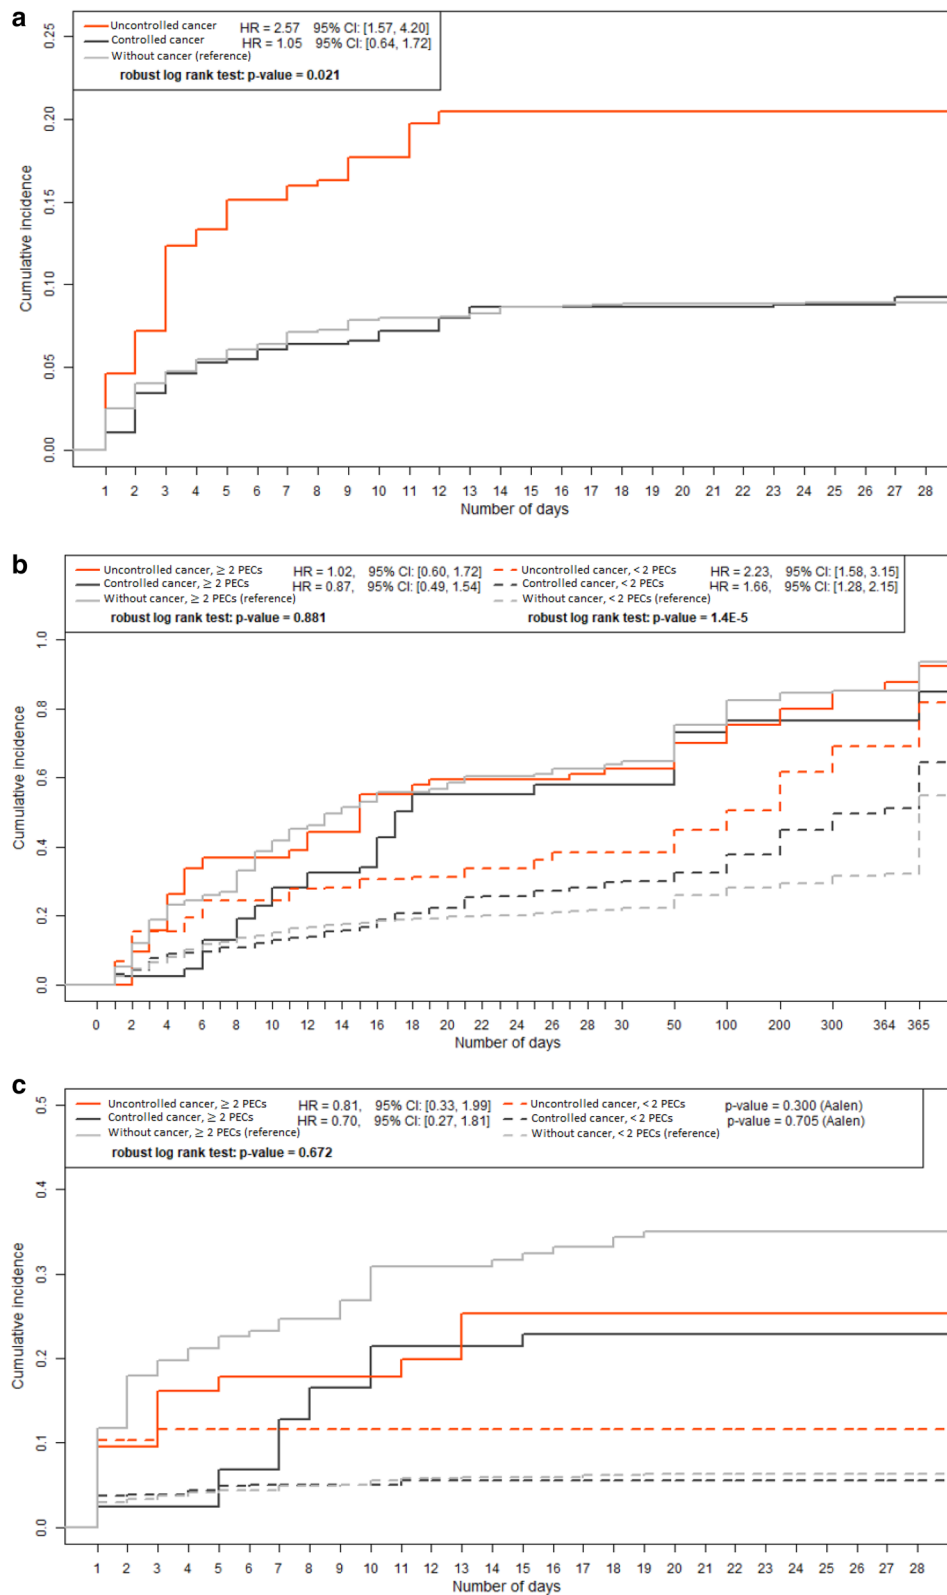 a
Uncontrolled cancer HR = 2.57 95% CI: [1.57, 4.20]
Controlled cancer HR = 1.05 95% CI: [0.64, 1.72]
Without cancer (reference)
robust log rank test: p-value = 0.021
Cumulative incidence
0.25
0.20
0.15
0.10
0.05
0.00
1 2 3 4 5 6 7 8 9 10 11 12 13 14 15 16 17 18 19 20 21 22 23 24 25 26 27 28
Number of days
b
Uncontrolled cancer, ≥ 2 PECs HR = 1.02, 95% CI: [0.60, 1.72] Uncontrolled cancer, < 2 PECs HR = 2.23, 95% CI: [1.58, 3.15]
Controlled cancer, ≥ 2 PECs HR = 0.87, 95% CI: [0.49, 1.54] Controlled cancer, < 2 PECs HR = 1.66, 95% CI: [1.28, 2.15]
Without cancer, ≥ 2 PECs (reference) Without cancer, < 2 PECs (reference)
robust log rank test: p-value = 0.881 robust log rank test: p-value = 1.4E-5
Cumulative incidence
1.0
0.8
0.6
0.4
0.2
0.0
0 2 4 6 8 10 12 14 16 18 20 22 24 26 28 30 50 100 200 300 364 365
Number of days
c
Uncontrolled cancer, ≥ 2 PECs HR = 0.81, 95% CI: [0.33, 1.99] Uncontrolled cancer, < 2 PECs p-value = 0.300 (Aalen)
Controlled cancer, ≥ 2 PECs HR = 0.70, 95% CI: [0.27, 1.81] Controlled cancer, < 2 PECs p-value = 0.705 (Aalen)
Without cancer, ≥ 2 PECs (reference) Without cancer, < 2 PECs (reference)
robust log rank test: p-value = 0.672
Cumulative incidence
0.5
0.4
0.3
0.2
0.1
0.0
1 2 3 4 5 6 7 8 9 10 11 12 13 14 15 16 17 18 19 20 21 22 23 24 25 26 27 28
Number of days